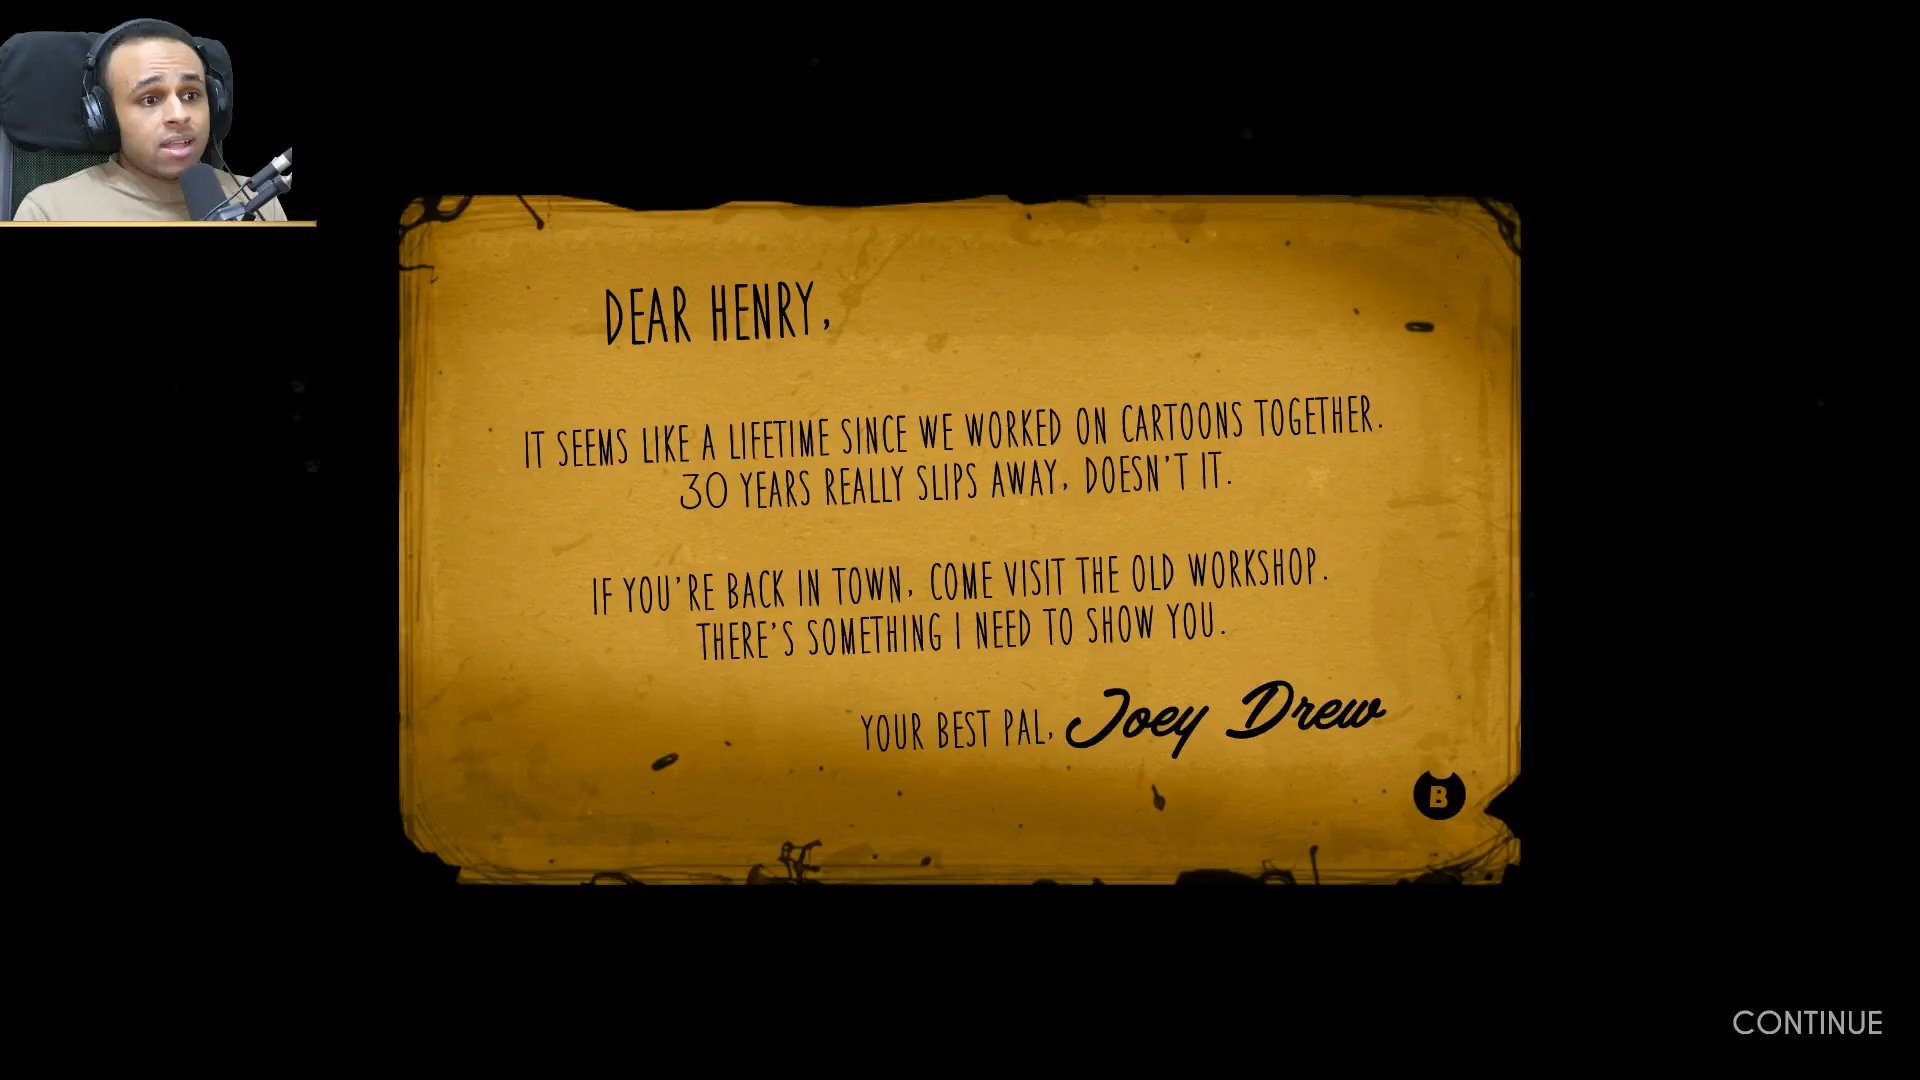 DEAR HENRY,
IT SEEMS LIKE A LIFETIME SINCE WE WORKED ON CARTOONS TOGETHER.
30 YEARS REALLY SLIPS AWAY, DOESN'T IT.
IF YOU'RE BACK IN TOWN, COME VISIT THE OLD WORKSHOP.
THERE'S SOMETHING I NEED TO SHOW YOU.
YOUR BEST PAL, Joey Drew
B
CONTINUE